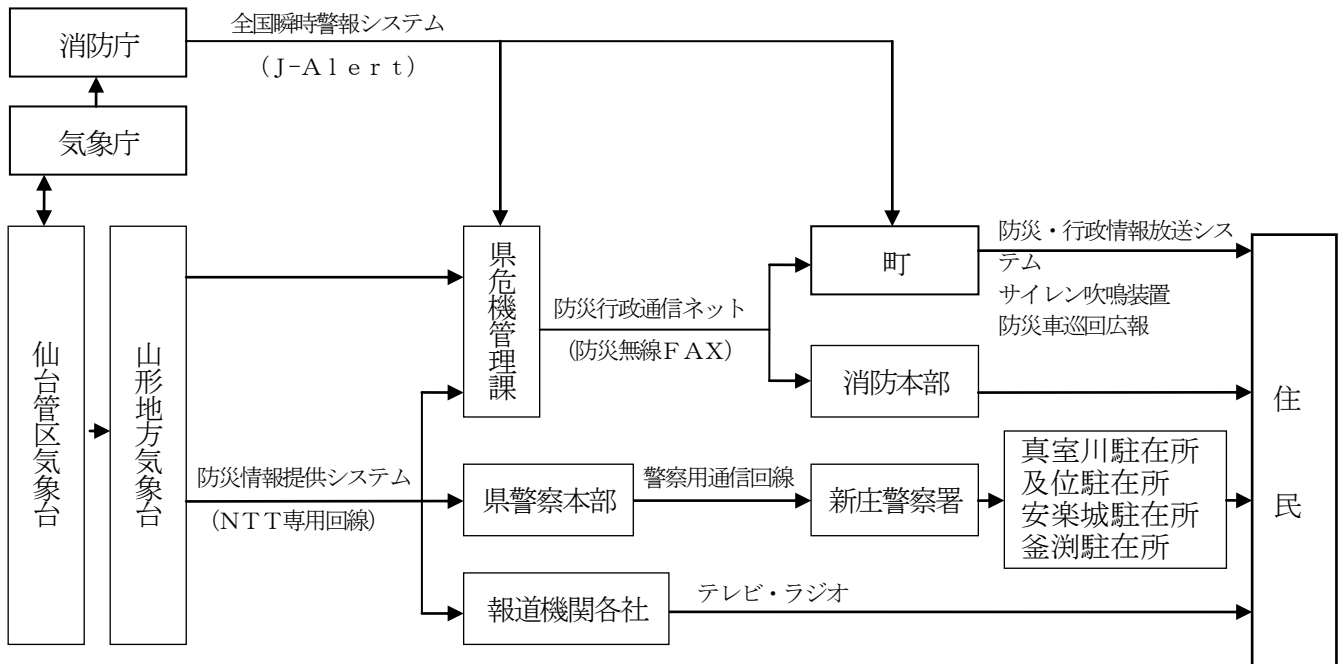 消防庁
全国瞬時警報システム
(J-Alert)
気象庁
仙台管区気象台
山形地方気象台
県危機管理課
防災行政通信ネット
(防災無線FAX)
町
防災・行政情報放送シス
テム
サイレン吹鳴装置
防災車巡回広報
消防本部
防災情報提供システム
(NTT専用回線)
県警察本部
警察用通信回線
新庄警察署
真室川駐在所
及位駐在所
安楽城駐在所
釜渕駐在所
報道機関各社
テレビ・ラジオ
住民